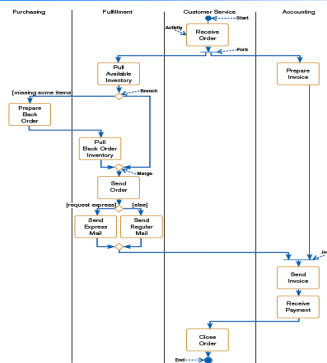 Purchasing Fulfillment Customer Service Accounting
Start
Activity
Receive
Order
Fork
Pull
Available
Inventory
Prepare
Invoice
Branch
[missing some items]
Prepare
Back
Order
Pull
Back Order
Inventory
Merge
Send
Order
[request express] [else]
Send
Express
Mail
Send
Regular
Mail
Jo
Send
Invoice
Receive
Payment
Close
Order
End